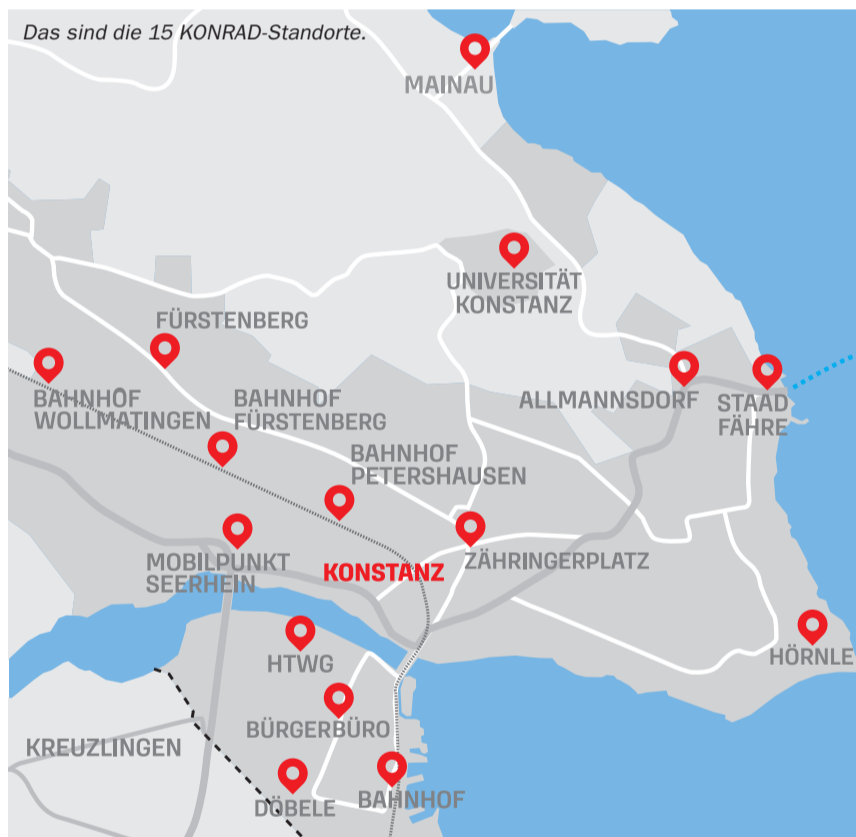 Das sind die 15 KONRAD-Standorte.
MAINAU
UNIVERSITÄT
KONSTANZ
FÜRSTENBERG
BAHNHOF
WOLLMATINGEN
BAHNHOF
FÜRSTENBERG
ALLMANNSDORF
STAAD
FÄHRE
BAHNHOF
PETERSHAUSEN
MOBILPUNKT
SEERHEIN
KONSTANZ
ZÄHRINGERPLATZ
HTWG
HÖRNLE
BÜRGERBÜRO
KREUZLINGEN
DÖBELE
BAHNHOF